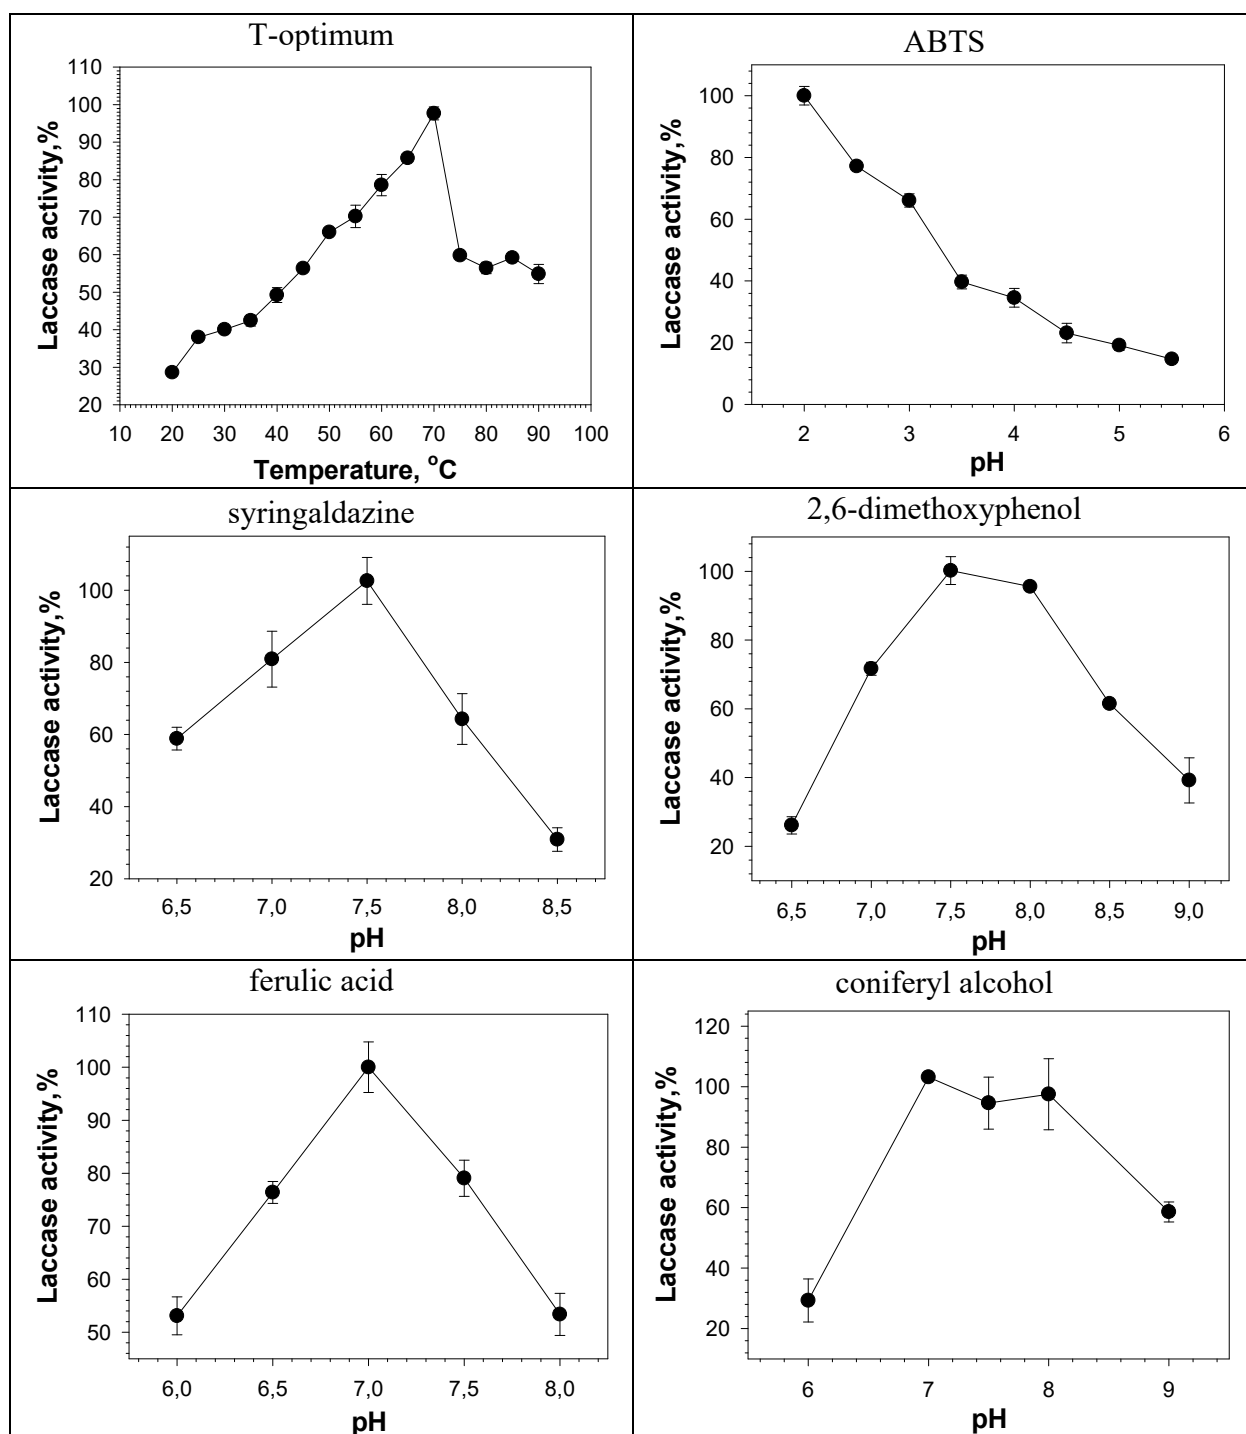 T-optimum
110
100
90
80
70
60
50
40
30
20
Laccase activity,%
10 20 30 40 50 60 70 80 90 100
Temperature, °C
ABTS
100
80
60
40
20
0
Laccase activity,%
2 3 4 5 6
pH
syringaldazine
100
80
60
40
20
Laccase activity,%
6,5 7,0 7,5 8,0 8,5
pH
2,6-dimethoxyphenol
100
80
60
40
20
Laccase activity,%
6,5 7,0 7,5 8,0 8,5 9,0
pH
ferulic acid
110
100
90
80
70
60
50
Laccase activity,%
6,0 6,5 7,0 7,5 8,0
pH
coniferyl alcohol
120
100
80
60
40
20
Laccase activity,%
6 7 8 9
pH